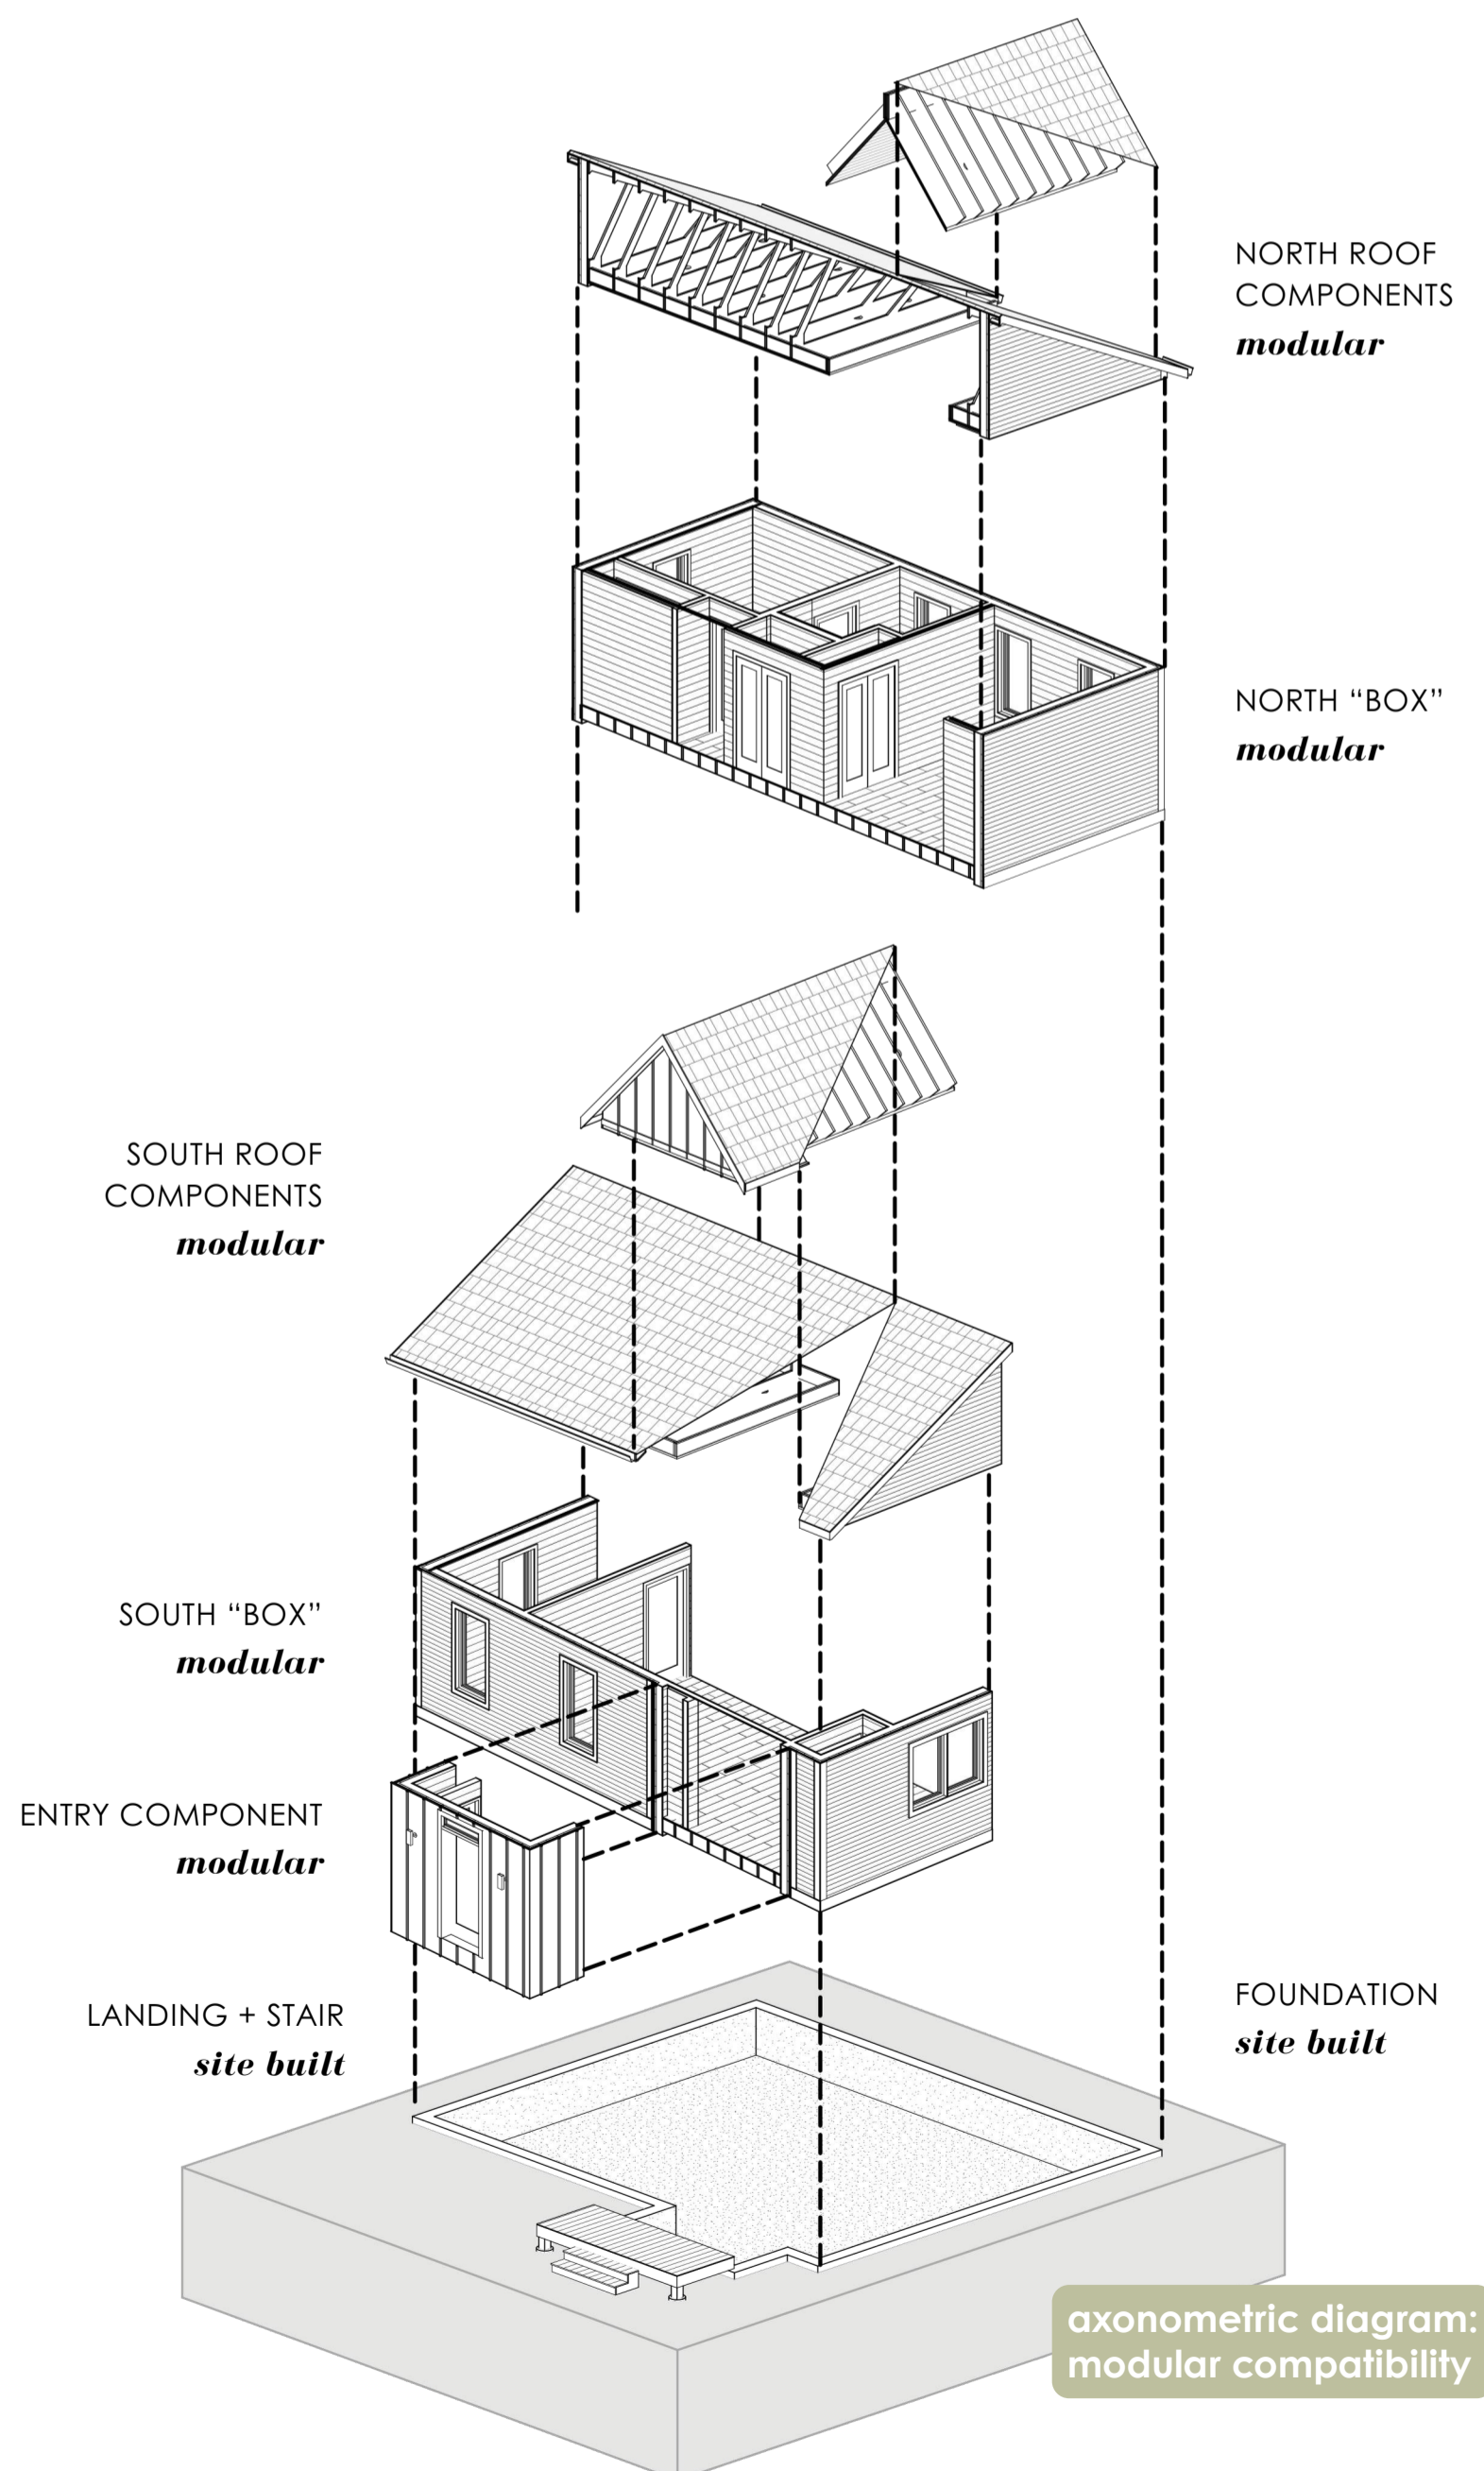 NORTH ROOF
COMPONENTS
modular
NORTH “BOX”
modular
SOUTH ROOF
COMPONENTS
modular
SOUTH “BOX”
modular
ENTRY COMPONENT
modular
LANDING + STAIR
site built
FOUNDATION
site built
axonometric diagram:
modular compatibility